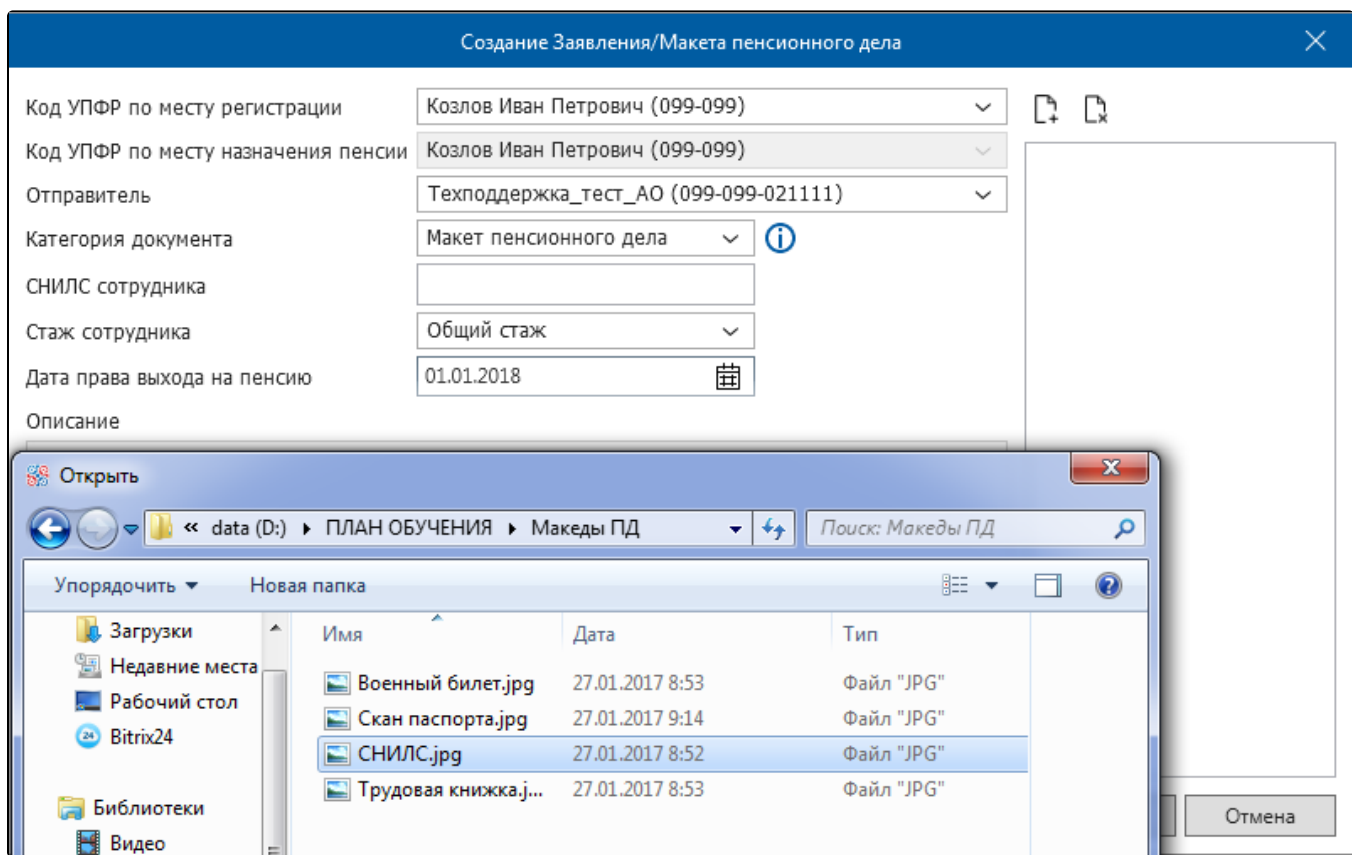 Создание Заявления/Макета пенсионного дела
Код УПФР по месту регистрации Козлов Иван Петрович (099-099)
Код УПФР по месту назначения пенсии Козлов Иван Петрович (099-099)
Отправитель Техподдержка_тест_АО (099-099-021111)
Категория документа Макет пенсионного дела
СНИЛС сотрудника
Стаж сотрудника Общий стаж
Дата права выхода на пенсию 01.01.2018
Описание
Открыть
« data (D:) ПЛАН ОБУЧЕНИЯ Македы ПД Поиск: Македы ПД
Упорядочить Новая папка
Загрузки
Недавние места
Рабочий стол
24 Bitrix24
Библиотеки
Видео
Имя Дата Тип
Военный билет.jpg 27.01.2017 8:53 Файл "JPG"
Скан паспорта.jpg 27.01.2017 9:14 Файл "JPG"
СНИЛС.jpg 27.01.2017 8:52 Файл "JPG"
Трудовая книжка.j... 27.01.2017 8:53 Файл "JPG"
Отмена